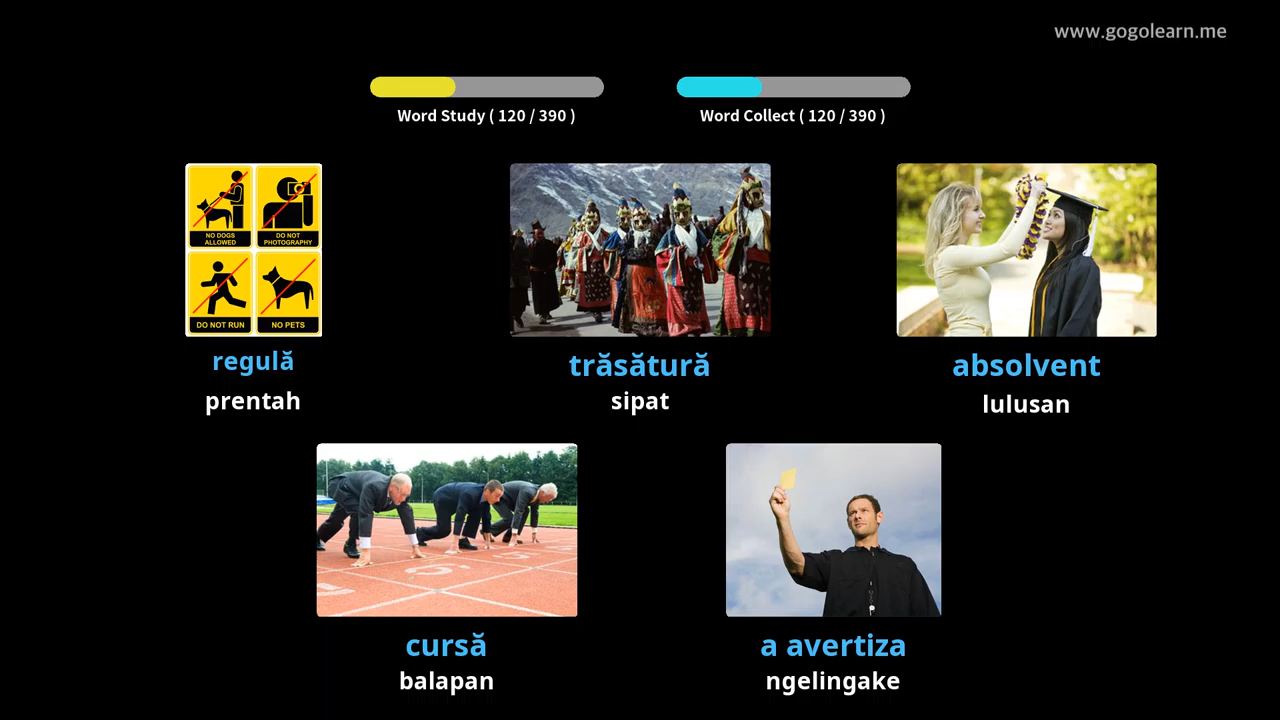 www.gogolearn.me
Word Study ( 120 / 390 )
Word Collect ( 120 / 390 )
NO DOGS
ALLOWED
DO NOT
PHOTOGRAPHY
DO NOT RUN
NO PETS
regulă
prentah
trăsătură
sipat
absolvent
lulusan
cursă
balapan
a avertiza
ngelingake